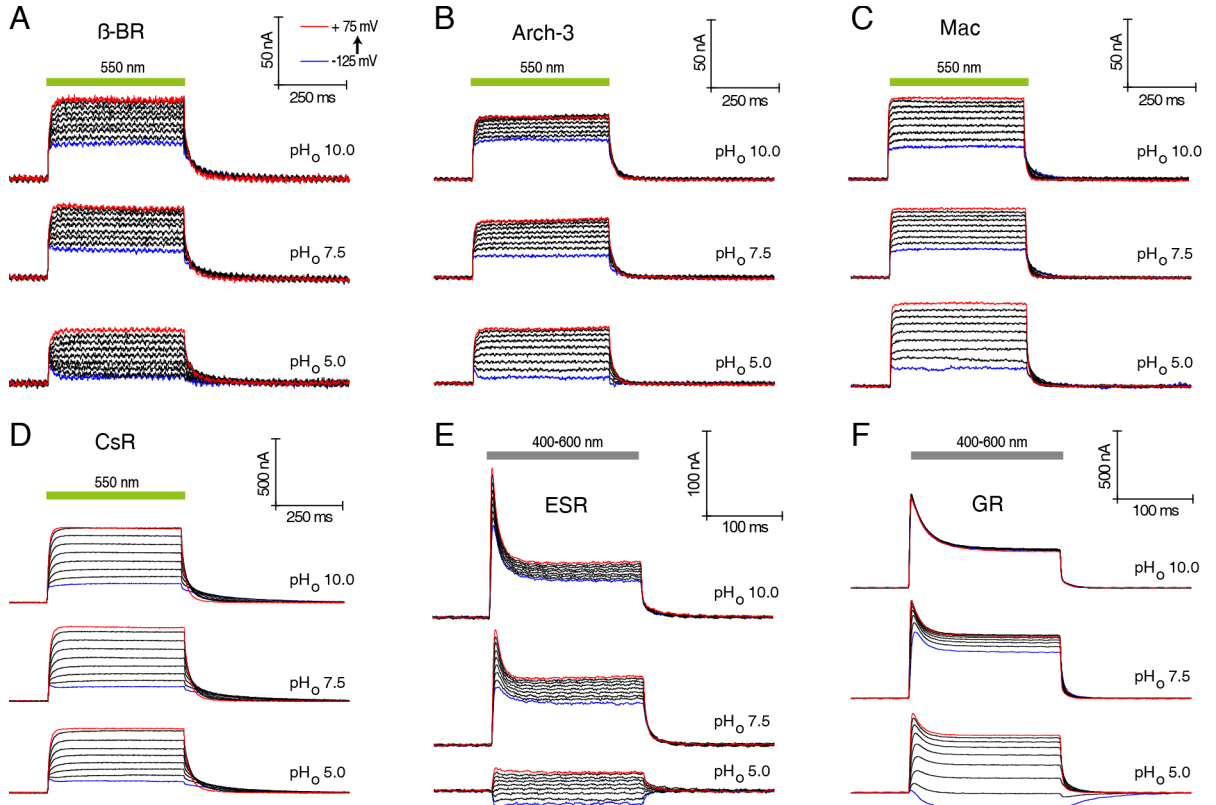 A
ß-BR
50 nA
250 ms
+ 75 mV
-125 mV
550 nm
pHO 10.0
pHO 7.5
pHO 5.0
B
Arch-3
50 nA
250 ms
550 nm
pHO 10.0
pHO 7.5
pHO 5.0
C
Mac
50 nA
250 ms
550 nm
pHO 10.0
pHO 7.5
pHO 5.0
D
CsR
500 nA
250 ms
550 nm
pHO 10.0
pHO 7.5
pHO 5.0
E
400-600 nm
100 nA
100 ms
ESR
pHO 10.0
pHO 7.5
pHO 5.0
F
400-600 nm
500 nA
100 ms
GR
pHO 10.0
pHO 7.5
pHO 5.0